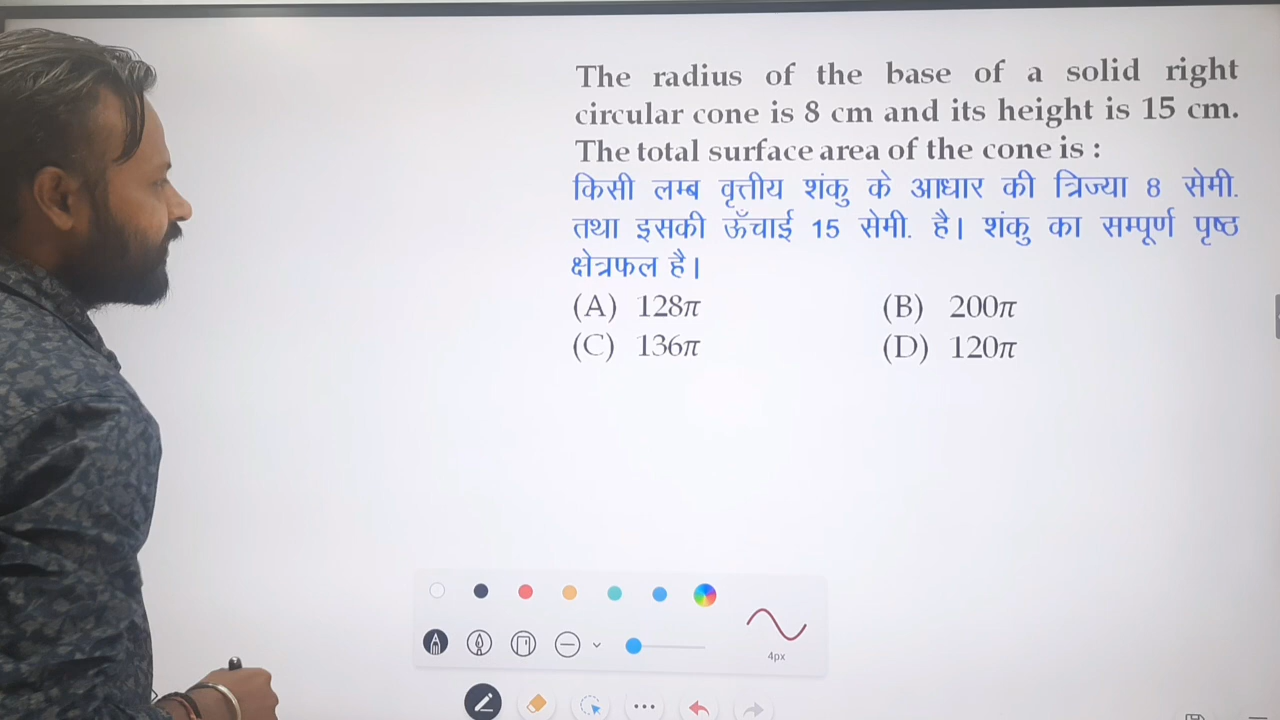 The radius of the base of a solid right
circular cone is 8 cm and its height is 15 cm.
The total surface area of the cone is :
किसी लम्ब वृत्तीय शंकु के आधार की त्रिज्या 8 सेमी.
तथा इसकी ऊँचाई 15 सेमी. है। शंकु का सम्पूर्ण पृष्ठ
क्षेत्रफल है।
(A) 128π (B) 200π
(C) 136π (D) 120π
4px